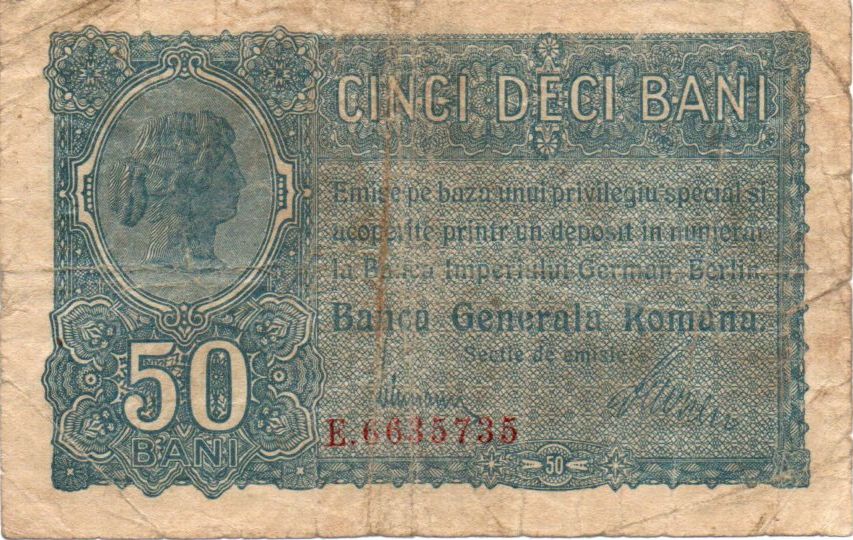 CINCI DECI BANI
Emise pe baza unui privilegiu special și
acoperite printr'un deposit in numerar
la Banca Imperiului German, Berlin.
Banca Generala Romana.
Sectie de emisie:
50
BANI
E.6635735
50